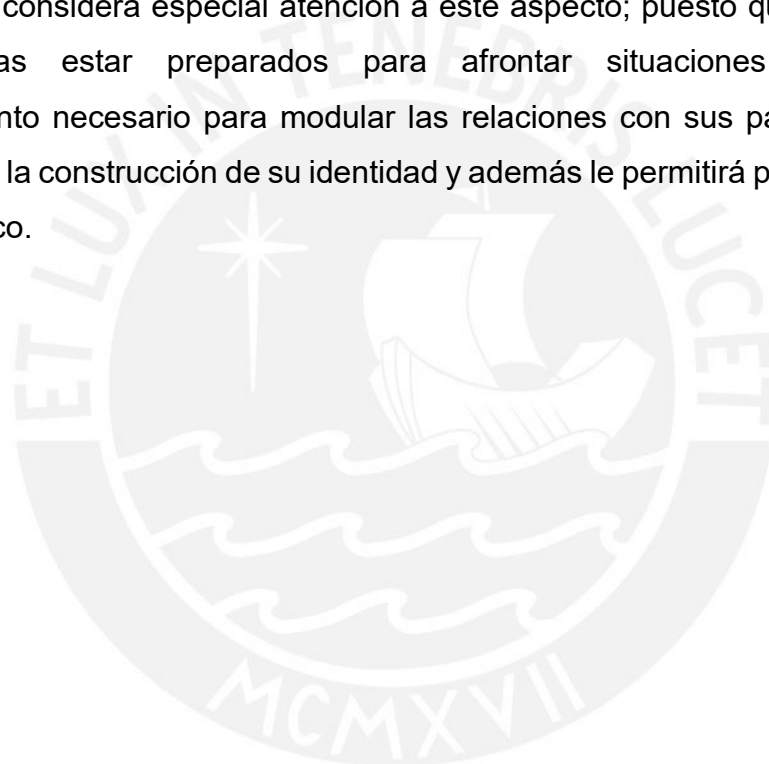 considera especial atención a este aspecto; puesto qu
as estar preparados para afrontar situaciones
nto necesario para modular las relaciones con sus pa
la construcción de su identidad y además le permitirá p
co.
ET LUX IN TENEBRIS LUCET
MCMXVII